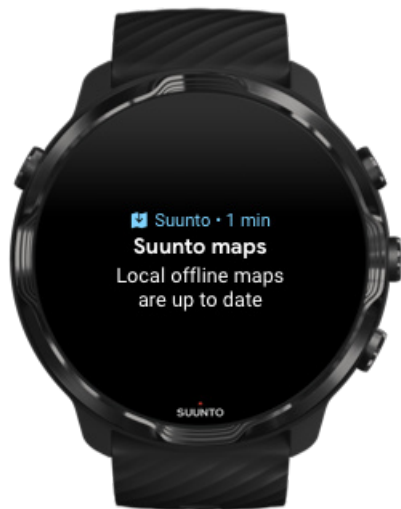 Suunto • 1 min
Suunto maps
Local offline maps
are up to date
SUUNTO